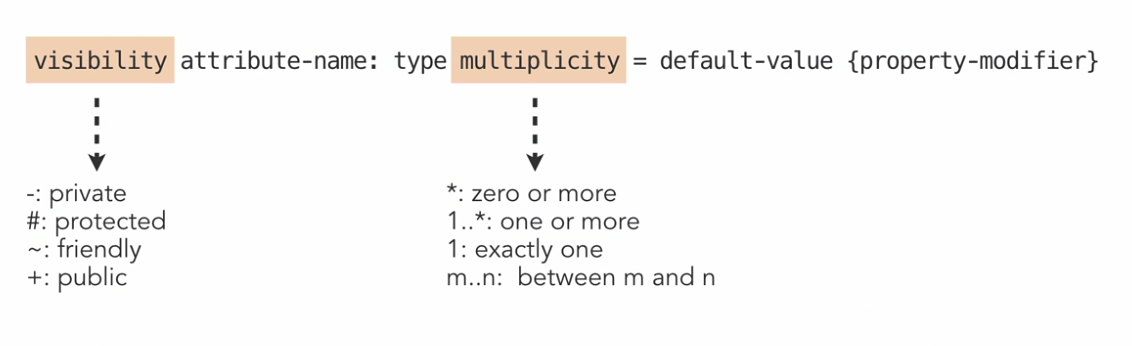 visibility attribute-name: type multiplicity = default-value {property-modifier}
-: private
#: protected
~: friendly
+: public
*: zero or more
1..*: one or more
1: exactly one
m..n:  between m and n